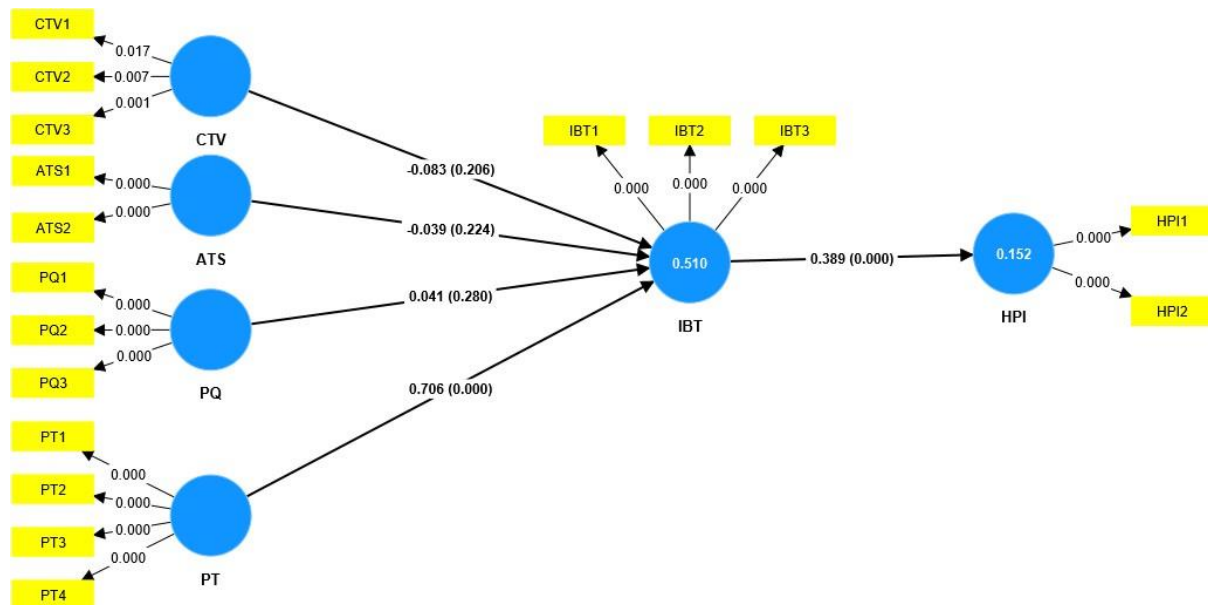 CTV1
CTV2
CTV3
0.017
0.007
0.001
CTV
ATS1
ATS2
0.000
0.000
ATS
PQ1
PQ2
PQ3
0.000
0.000
0.000
PQ
PT1
PT2
PT3
PT4
0.000
0.000
0.000
0.000
PT
-0.083 (0.206)
-0.039 (0.224)
0.041 (0.280)
0.706 (0.000)
IBT1
IBT2
IBT3
0.000
0.000
0.000
0.510
IBT
0.389 (0.000)
0.152
HPI
0.000
0.000
HPI1
HPI2